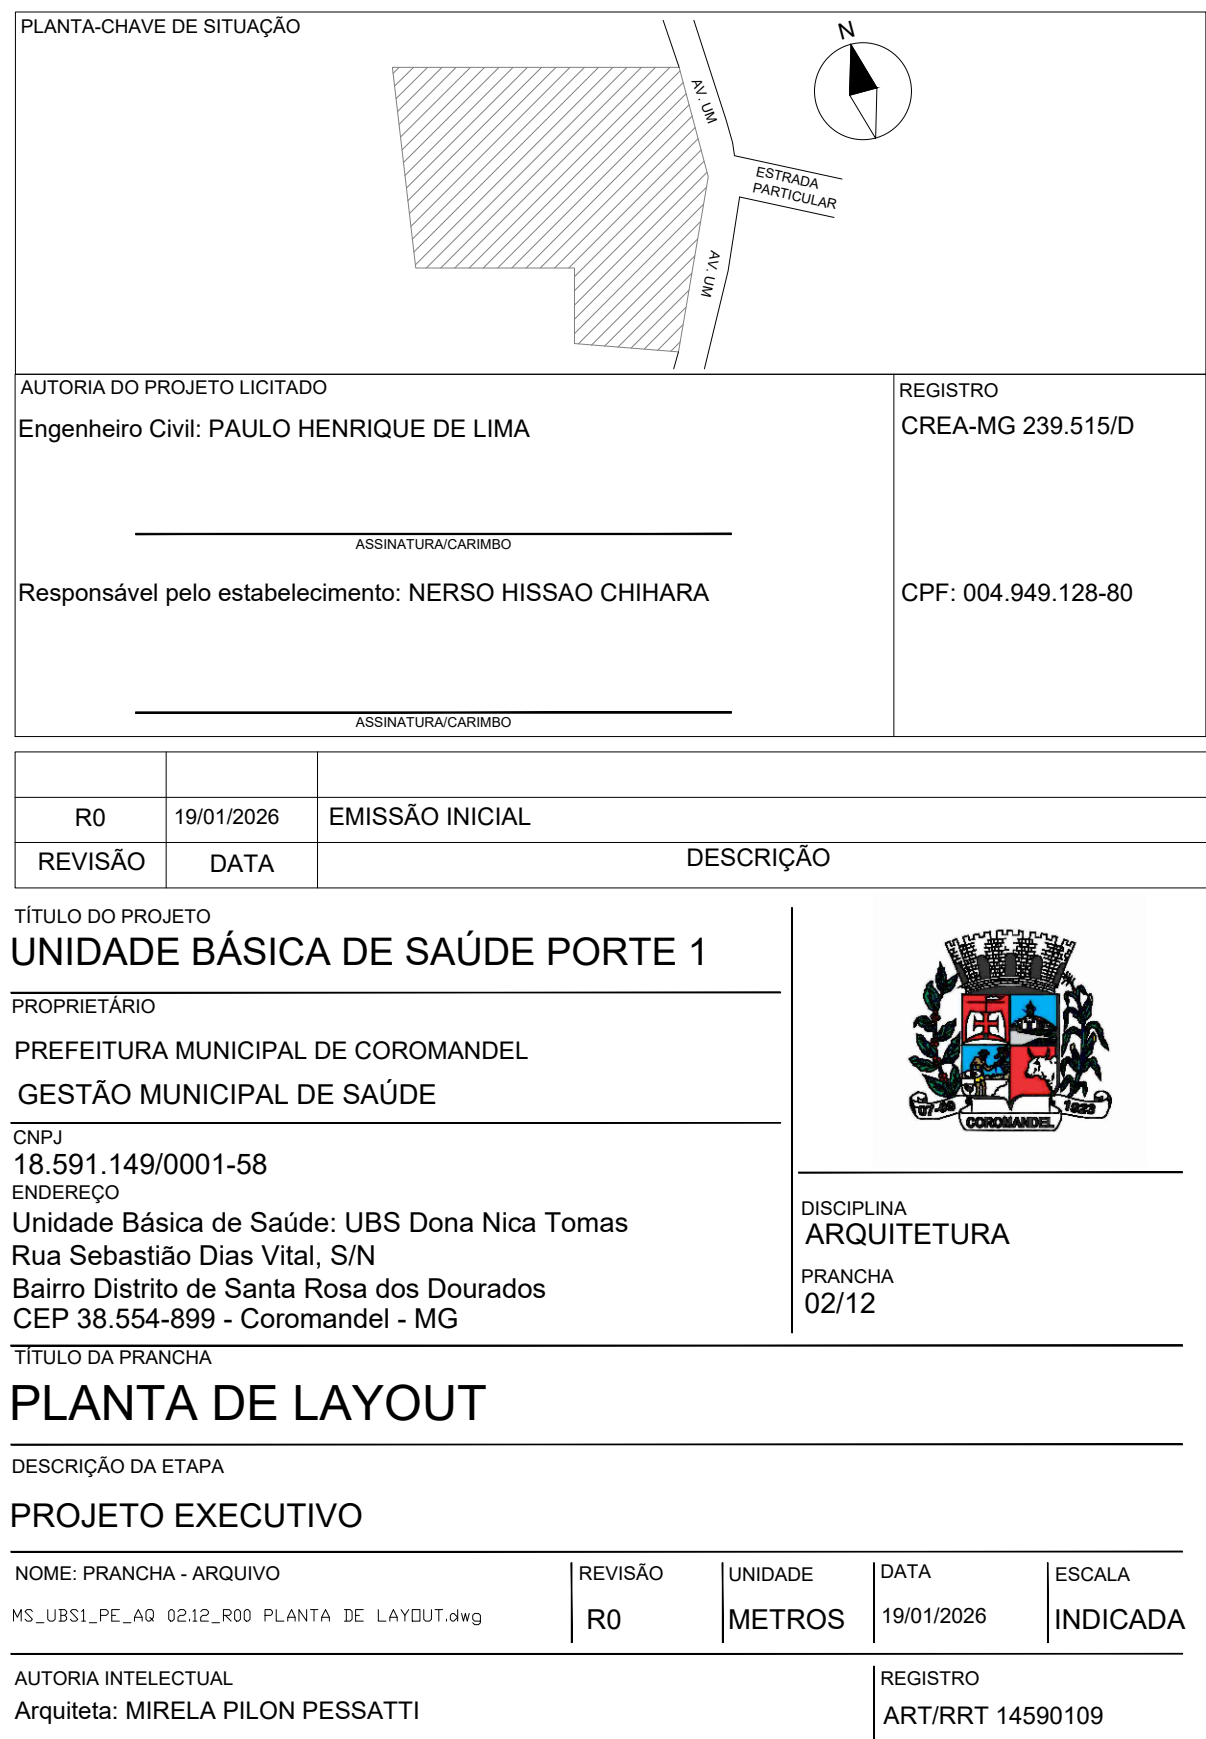 PLANTA-CHAVE DE SITUAÇÃO
N
AV. UM
ESTRADA
PARTICULAR
AV. UM
AUTORIA DO PROJETO LICITADO
REGISTRO
Engenheiro Civil: PAULO HENRIQUE DE LIMA
CREA-MG 239.515/D
ASSINATURA/CARIMBO
Responsável pelo estabelecimento: NERSO HISSAO CHIHARA
CPF: 004.949.128-80
ASSINATURA/CARIMBO
R0 19/01/2026 EMISSÃO INICIAL
REVISÃO DATA DESCRIÇÃO
TÍTULO DO PROJETO
UNIDADE BÁSICA DE SAÚDE PORTE 1
PROPRIETÁRIO
PREFEITURA MUNICIPAL DE COROMANDEL
GESTÃO MUNICIPAL DE SAÚDE
CNPJ
18.591.149/0001-58
ENDEREÇO
Unidade Básica de Saúde: UBS Dona Nica Tomas
Rua Sebastião Dias Vital, S/N
Bairro Distrito de Santa Rosa dos Dourados
CEP 38.554-899 - Coromandel - MG
1923
COROMANDEL
DISCIPLINA
ARQUITETURA
PRANCHA
02/12
TÍTULO DA PRANCHA
PLANTA DE LAYOUT
DESCRIÇÃO DA ETAPA
PROJETO EXECUTIVO
NOME: PRANCHA - ARQUIVO REVISÃO UNIDADE DATA ESCALA
MS_UBS1_PE_AQ 02.12_R00 PLANTA DE LAYOUT.dwg R0 METROS 19/01/2026 INDICADA
AUTORIA INTELECTUAL
REGISTRO
Arquiteta: MIRELA PILON PESSATTI
ART/RRT 14590109